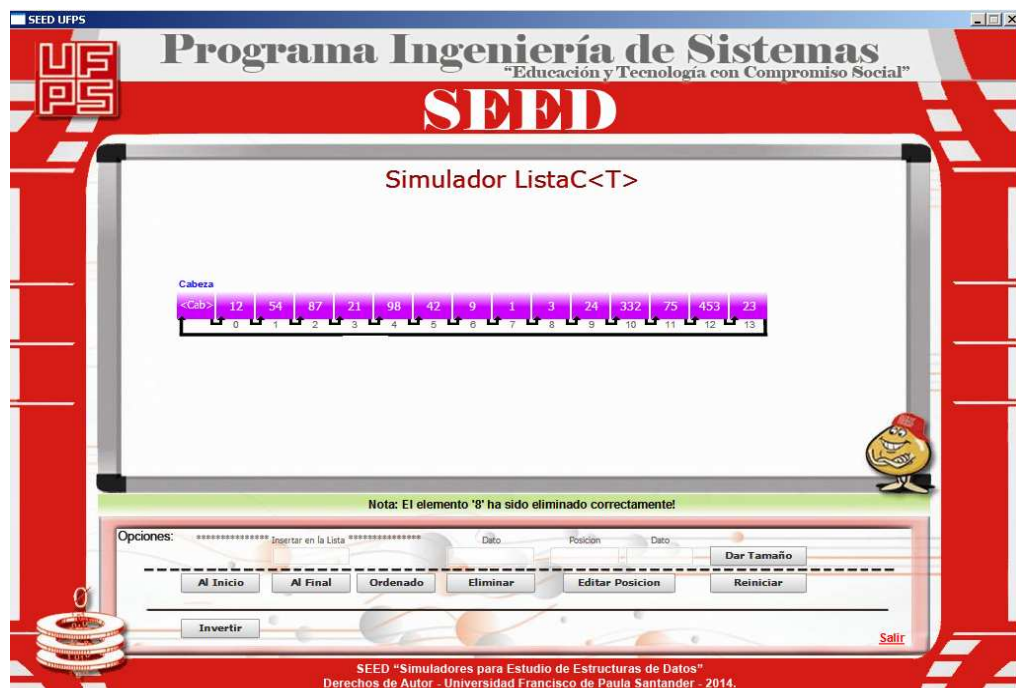 SEED UFPS
UFPS
Programa Ingeniería de Sistemas
“Educación y Tecnología con Compromiso Social”
SEED
Simulador ListaC<T>
Cabeza
<Cab> 12 54 87 21 98 42 9 1 3 24 332 75 453 23
0 1 2 3 4 5 6 7 8 9 10 11 12 13
Nota: El elemento '8' ha sido eliminado correctamente!
Opciones: ************** Insertar en la Lista ************** Dato Posicion Dato
Dar Tamaño
Al Inicio Al Final Ordenado Eliminar Editar Posicion Reiniciar
Invertir
Salir
SEED “Simuladores para Estudio de Estructuras de Datos”
Derechos de Autor - Universidad Francisco de Paula Santander - 2014.